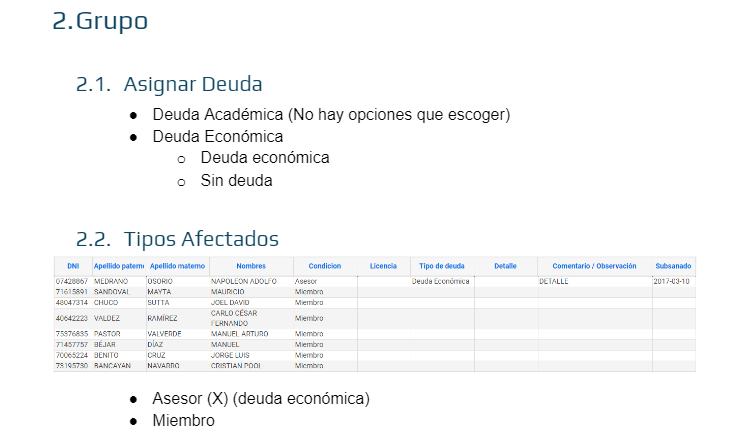 2. Grupo
2.1. Asignar Deuda
● Deuda Académica (No hay opciones que escoger)
● Deuda Económica
○ Deuda económica
○ Sin deuda
2.2. Tipos Afectados
DNI Apellido paterno Apellido materno Nombres Condicion Licencia Tipo de deuda Detalle Comentario / Observación Subsanado
07428867 MEDRANO OSORIO NAPOLEON ADOLFO Asesor Deuda Económica DETALLE 2017-03-10
71615891 SANDOVAL MAYTA MAURICIO Miembro
48047314 CHUCO SUTTA JOEL DAVID Miembro
40642223 VALDEZ RAMÍREZ CARLO CÉSAR FERNANDO Miembro
75376835 PASTOR VALVERDE MANUEL ARTURO Miembro
71457757 BÉJAR DÍAZ MANUEL Miembro
70065224 BENITO CRUZ JORGE LUIS Miembro
73195730 RANCAYAN NAVARRO CRISTIAN POOL Miembro
● Asesor (X) (deuda económica)
● Miembro